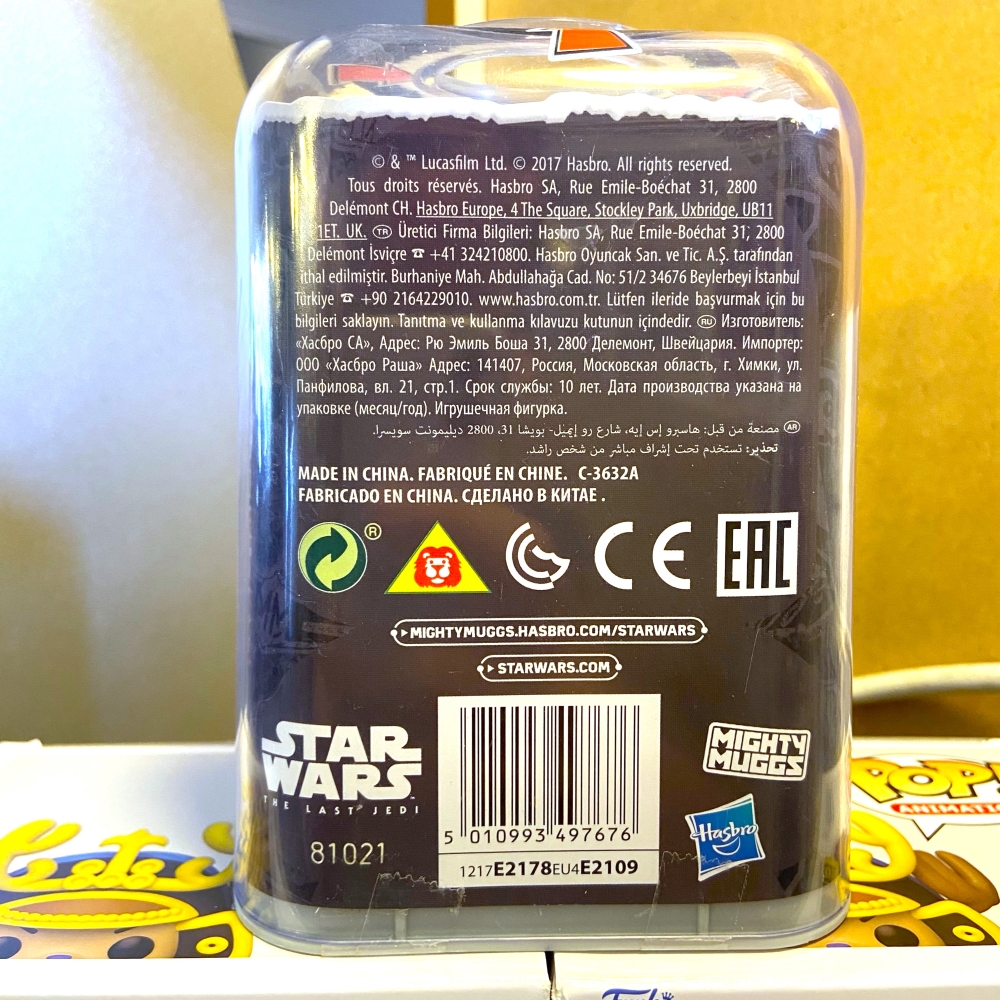 © & ™ Lucasfilm Ltd. © 2017 Hasbro. All rights reserved.
Tous droits réservés. Hasbro SA, Rue Emile-Boéchat 31, 2800
Delémont CH. Hasbro Europe, 4 The Square, Stockley Park, Uxbridge, UB11
1ET. UK. TR Üretici Firma Bilgileri: Hasbro SA, Rue Emile-Boéchat 31, 2800
Delémont İsviçre ☎ +41 324210800. Hasbro Oyuncak San. ve Tic. A.Ş. tarafından
ithal edilmiştir. Burhaniye Mah. Abdullahağa Cad. No: 51/2 34676 Beylerbeyi İstanbul
Türkiye ☎ +90 2164229010. www.hasbro.com.tr. Lütfen ileride başvurmak için bu
bilgileri saklayın. Tanıtma ve kullanma kılavuzu kutunun içindedir. RU Изготовитель:
«Хасбро СА», Адрес: Рю Эмиль Боша 31, 2800 Делемонт, Швейцария. Импортер:
ООО «Хасбро Раша» Адрес: 141407, Россия, Московская область, г. Химки, ул.
Панфилова, вл. 21, стр.1. Срок службы: 10 лет. Дата производства указана на
упаковке (месяц/год). Игрушечная фигурка.
AR مصنعة من قبل: هاسبرو إس إيه، شارع رو إيميَل- بويشا 31، 2800 ديليمونت سويسرا.
تحذير: تستخدم تحت إشراف مباشر من شخص راشد.
MADE IN CHINA. FABRIQUÉ EN CHINE. C-3632A
FABRICADO EN CHINA. СДЕЛАНО В КИТАЕ .
® CE EAC
MIGHTYMUGGS.HASBRO.COM/STARWARS
STARWARS.COM
STAR
WARS
THE LAST JEDI
81021
5 010993 497676
1217E2178EU4E2109
MIGHTY
MUGGS
Hasbro
POP!
ANIMATI
Funko